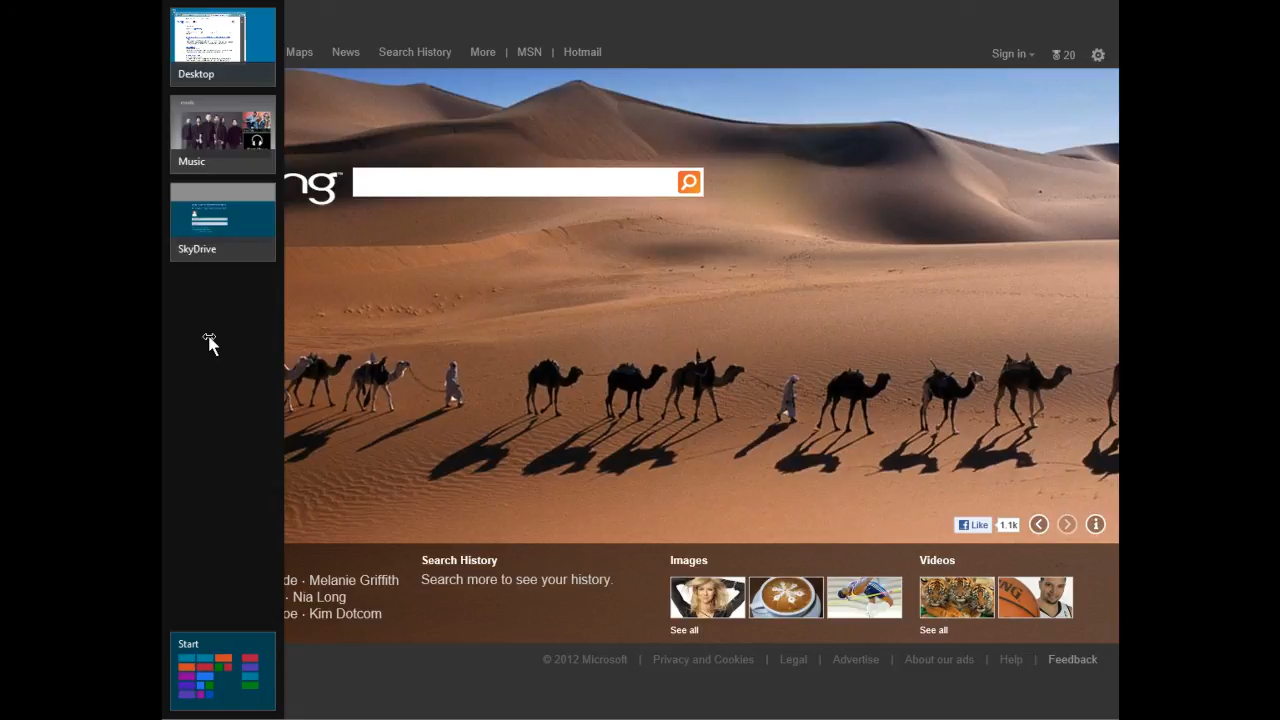 Desktop
Music
SkyDrive
Start
Maps News Search History More | MSN | Hotmail
Sign in 20
ng™
Like 1.1k
de · Melanie Griffith
· Nia Long
oe · Kim Dotcom
Search History
Search more to see your history.
Images
See all
Videos
See all
© 2012 Microsoft | Privacy and Cookies | Legal | Advertise | About our ads | Help | Feedback